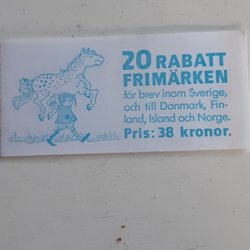 20 RABATT
FRIMÄRKEN
för brev inom Sverige,
och till Danmark, Fin-
land, Island och Norge.
Pris: 38 kronor.